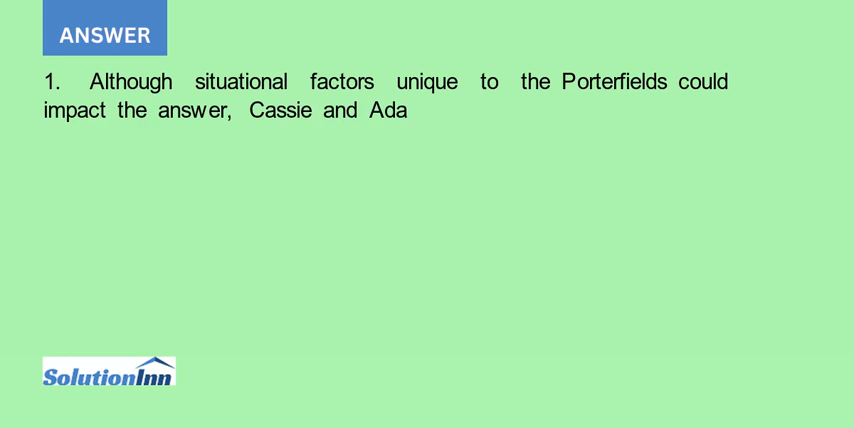 ANSWER
1. Although situational factors unique to the Porterfields could
impact the answer, Cassie and Ada
SolutionInn